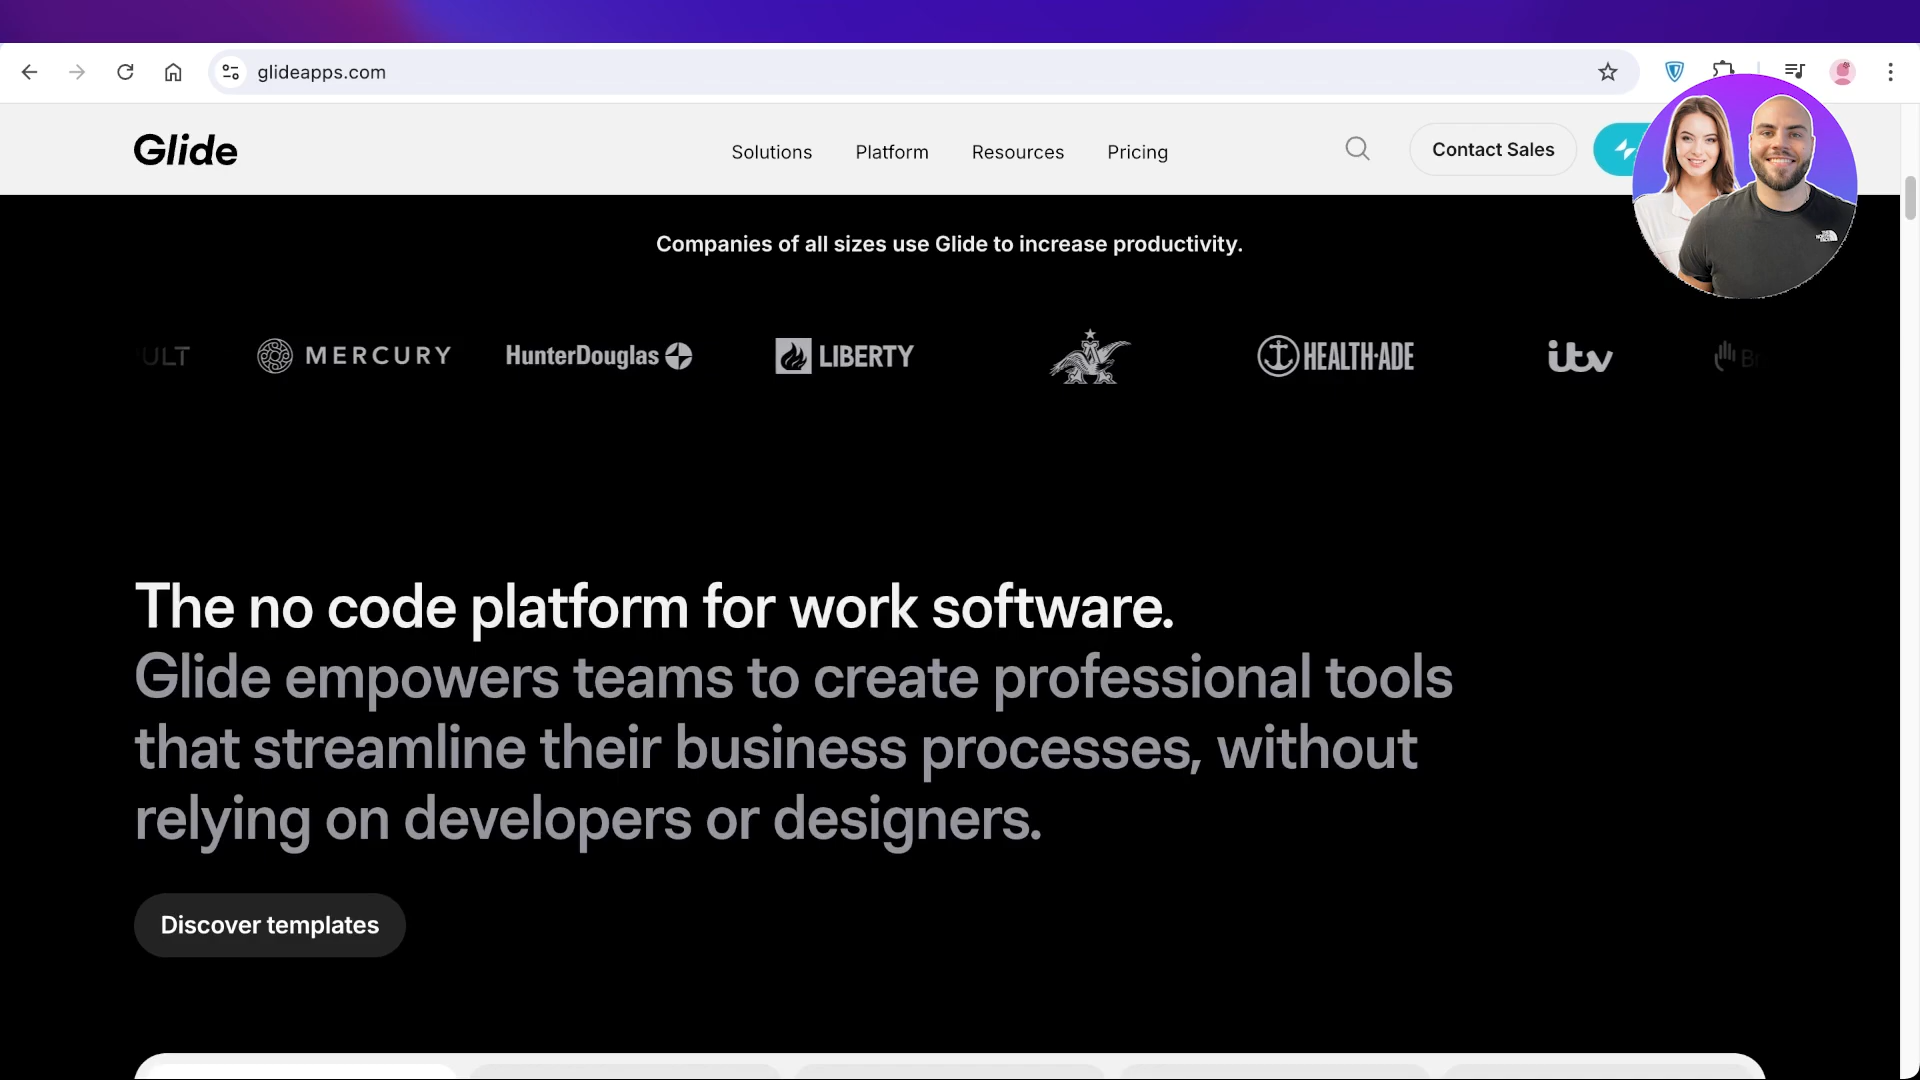 glideapps.com
Glide
Solutions
Platform
Resources
Pricing
Contact Sales
Companies of all sizes use Glide to increase productivity.
ULT
MERCURY
HunterDouglas
LIBERTY
HEALTH-ADE
itv
The no code platform for work software.
Glide empowers teams to create professional tools
that streamline their business processes, without
relying on developers or designers.
Discover templates